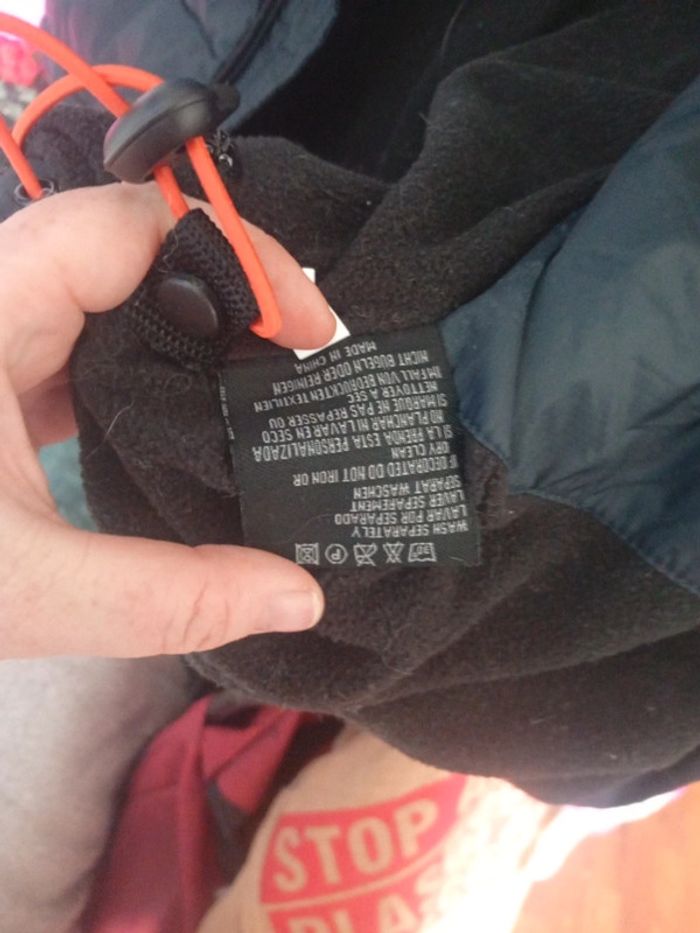 30°
P
WASH SEPARATELY
LAVAR POR SEPARADO
LAVER SEPAREMENT
SEPARAT WASCHEN
IF DECORATED DO NOT IRON OR
DRY CLEAN
SI LA PRENDA ESTA PERSONALIZADA
NO PLANCHAR NI LAVAR EN SECO
SI MARQUE NE PAS REPASSER OU
NETTOYER A SEC
IM FALL VON BEDRUCKTEN TEXTILIEN
NICHT BUGELN ODER REINIGEN
MADE IN CHINA
STOP